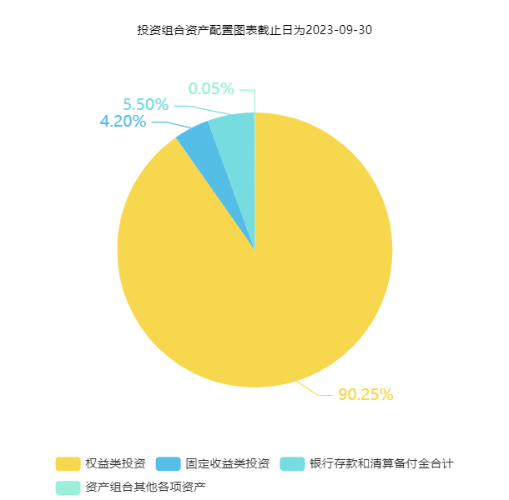 投资组合资产配置图表截止日为2023-09-30
0.05%
5.50%
4.20%
90.25%
权益类投资 固定收益类投资 银行存款和清算备付金合计
资产组合其他各项资产